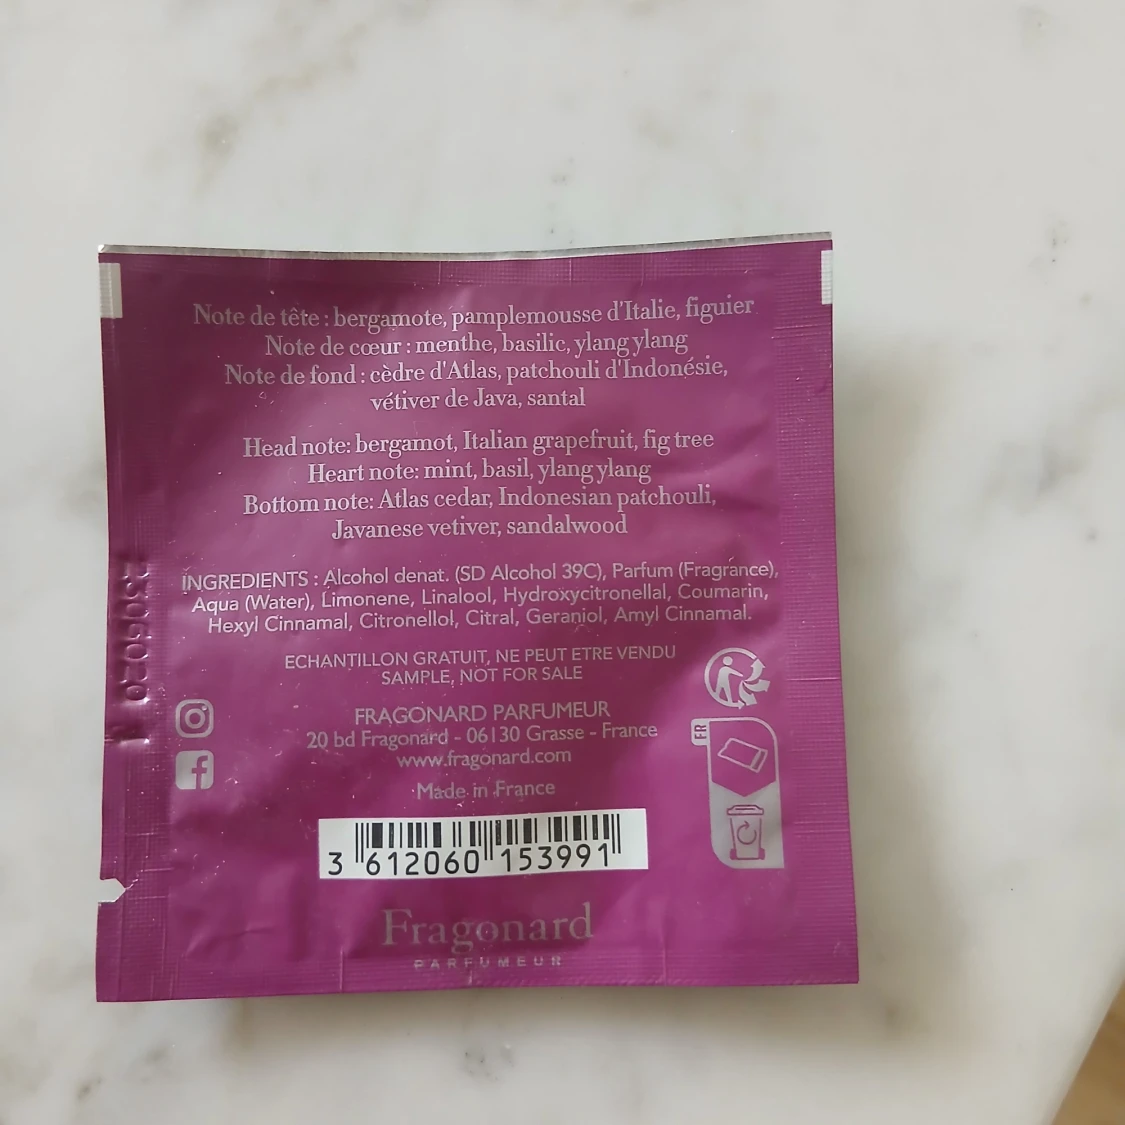 Note de tête : bergamote, pamplemousse d'Italie, figuier
Note de cœur : menthe, basilic, ylang ylang
Note de fond : cèdre d'Atlas, patchouli d'Indonésie,
vétiver de Java, santal
Head note: bergamot, Italian grapefruit, fig tree
Heart note: mint, basil, ylang ylang
Bottom note: Atlas cedar, Indonesian patchouli,
Javanese vetiver, sandalwood
INGREDIENTS : Alcohol denat. (SD Alcohol 39C), Parfum (Fragrance),
Aqua (Water), Limonene, Linalool, Hydroxycitronellal, Coumarin,
Hexyl Cinnamal, Citronellol, Citral, Geraniol, Amyl Cinnamal.
ECHANTILLON GRATUIT, NE PEUT ETRE VENDU
SAMPLE, NOT FOR SALE
FRAGONARD PARFUMEUR
20 bd Fragonard - 06130 Grasse - France
www.fragonard.com
Made in France
FR
3 612060 153991
Fragonard
PARFUMEUR